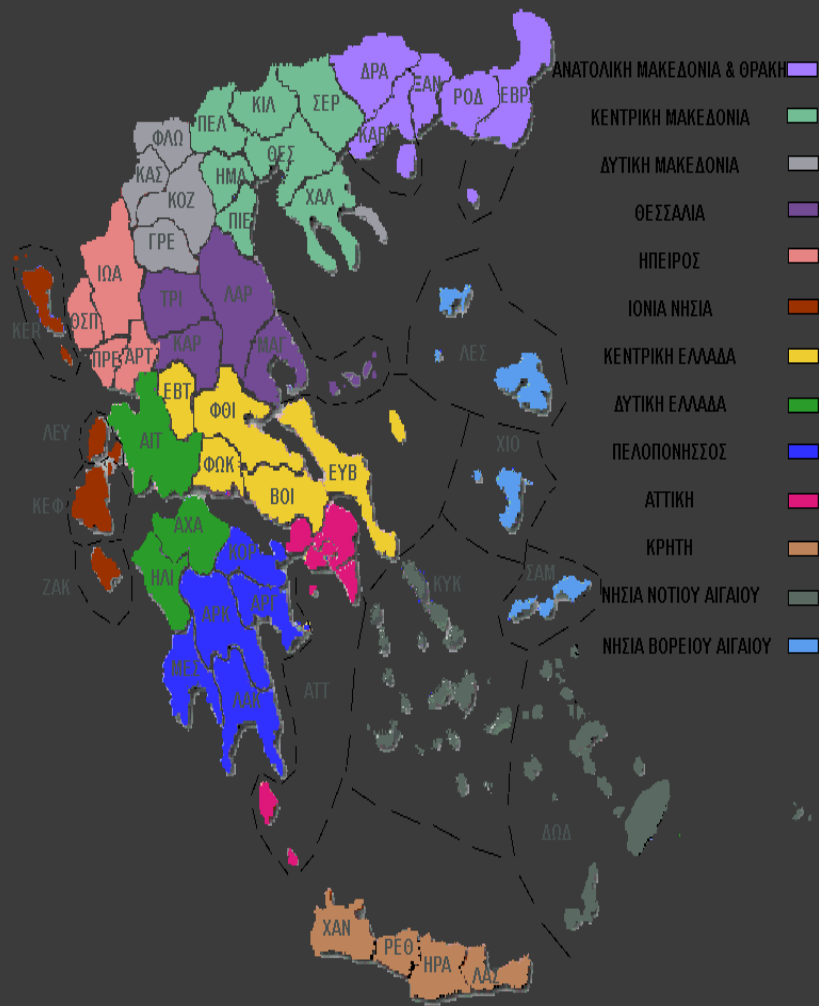 ΑΝΑΤΟΛΙΚΗ ΜΑΚΕΔΟΝΙΑ & ΘΡΑΚΗ
ΚΕΝΤΡΙΚΗ ΜΑΚΕΔΟΝΙΑ
ΔΥΤΙΚΗ ΜΑΚΕΔΟΝΙΑ
ΘΕΣΣΑΛΙΑ
ΗΠΕΙΡΟΣ
ΙΟΝΙΑ ΝΗΣΙΑ
ΚΕΝΤΡΙΚΗ ΕΛΛΑΔΑ
ΔΥΤΙΚΗ ΕΛΛΑΔΑ
ΠΕΛΟΠΟΝΗΣΣΟΣ
ΑΤΤΙΚΗ
ΚΡΗΤΗ
ΝΗΣΙΑ ΝΟΤΙΟΥ ΑΙΓΑΙΟΥ
ΝΗΣΙΑ ΒΟΡΕΙΟΥ ΑΙΓΑΙΟΥ
ΔΡΑ
ΞΑΝ
ΡΟΔ
ΕΒΡ
ΚΑΒ
ΣΕΡ
ΚΙΛ
ΠΕΛ
ΘΕΣ
ΗΜΑ
ΠΙΕ
ΧΑΛ
ΦΛΩ
ΚΑΣ
ΚΟΖ
ΓΡΕ
ΙΩΑ
ΘΣΠ
ΠΡΕ
ΑΡΤ
ΤΡΙ
ΛΑΡ
ΚΑΡ
ΜΑΓ
ΚΕR
ΛΕΥ
ΚΕΦ
ΖΑΚ
ΕΒΤ
ΦΘΙ
ΦΩΚ
ΒΟΙ
ΕΥΒ
ΑΙΤ
ΑΧΑ
ΗΛΙ
ΚΟΡ
ΑΡΓ
ΑΡΚ
ΜΕΣ
ΛΑΚ
ΑΤΤ
ΛΕΣ
ΧΙΟ
ΣΑΜ
ΚΥΚ
ΔΩΔ
ΧΑΝ
ΡΕΘ
ΗΡΑ
ΛΑΣ